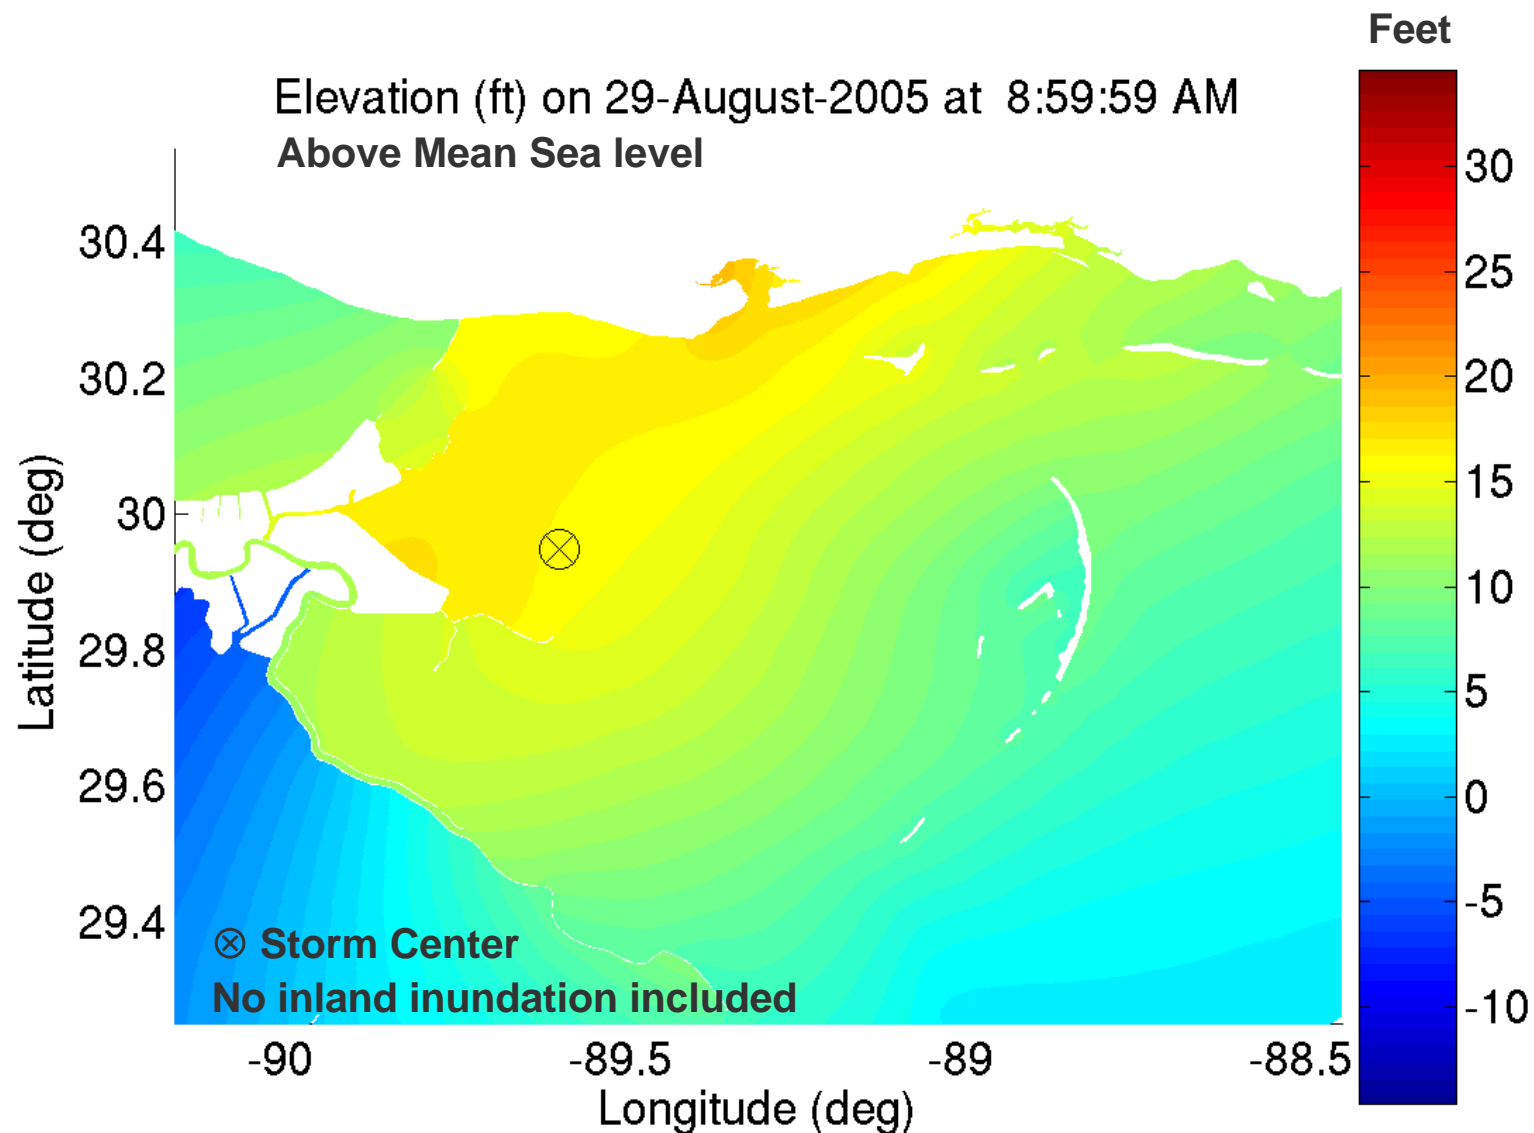 Feet
Elevation (ft) on 29-August-2005 at 8:59:59 AM
Above Mean Sea level
30.4
30.2
30
29.8
29.6
29.4
Latitude (deg)
⊗ Storm Center
No inland inundation included
-90
-89.5
-89
-88.5
Longitude (deg)
30
25
20
15
10
5
0
-5
-10